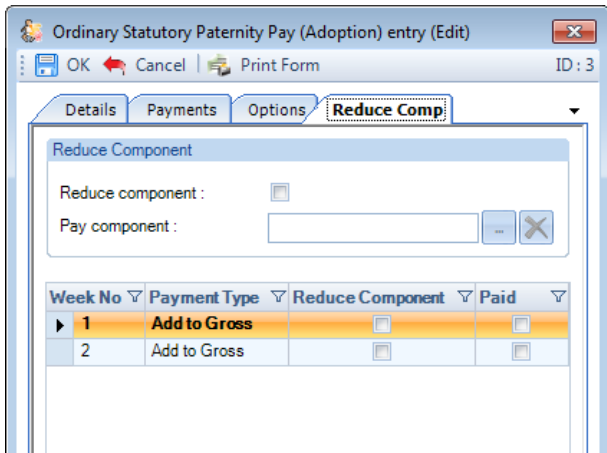 Ordinary Statutory Paternity Pay (Adoption) entry (Edit)
OK Cancel Print Form ID : 3
Details Payments Options Reduce Comp
Reduce Component
Reduce component :
Pay component : ...
Week No Payment Type Reduce Component Paid
1 Add to Gross
2 Add to Gross